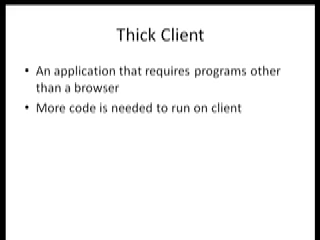 Thick Client
• An application that requires programs other
than a browser
• More code is needed to run on client